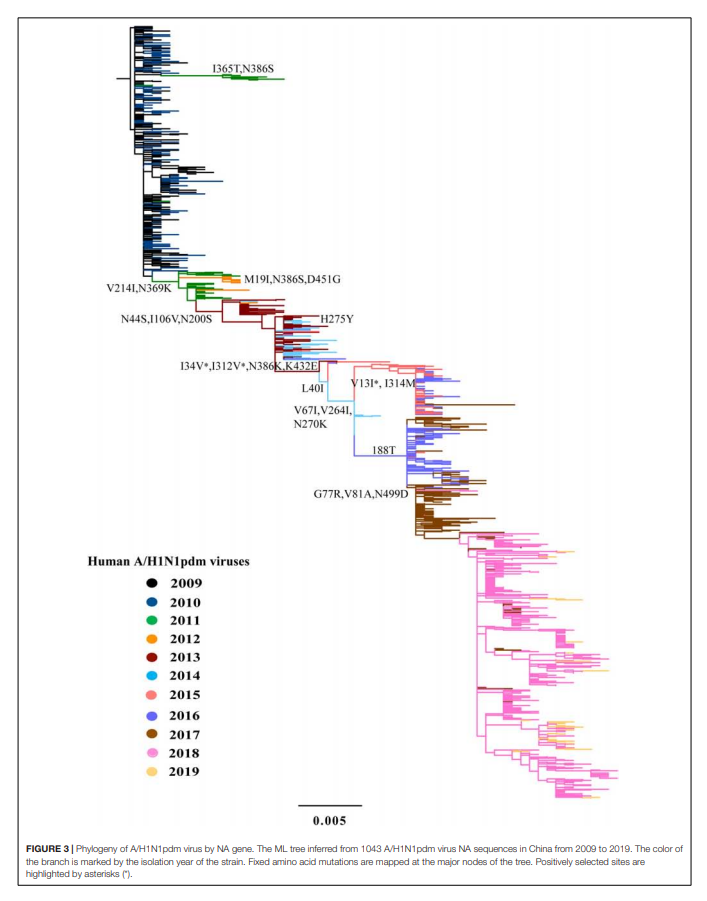 I365T,N386S
M19I,N386S,D451G
V214I,N369K
N44S,I106V,N200S
H275Y
I34V*,I312V*,N386K,K432E
V13I*, I314M
L40I
V67I,V264I,
N270K
188T
G77R,V81A,N499D
Human A/H1N1pdm viruses
2009
2010
2011
2012
2013
2014
2015
2016
2017
2018
2019
0.005
FIGURE 3 | Phylogeny of A/H1N1pdm virus by NA gene. The ML tree inferred from 1043 A/H1N1pdm virus NA sequences in China from 2009 to 2019. The color of
the branch is marked by the isolation year of the strain. Fixed amino acid mutations are mapped at the major nodes of the tree. Positively selected sites are
highlighted by asterisks (*).